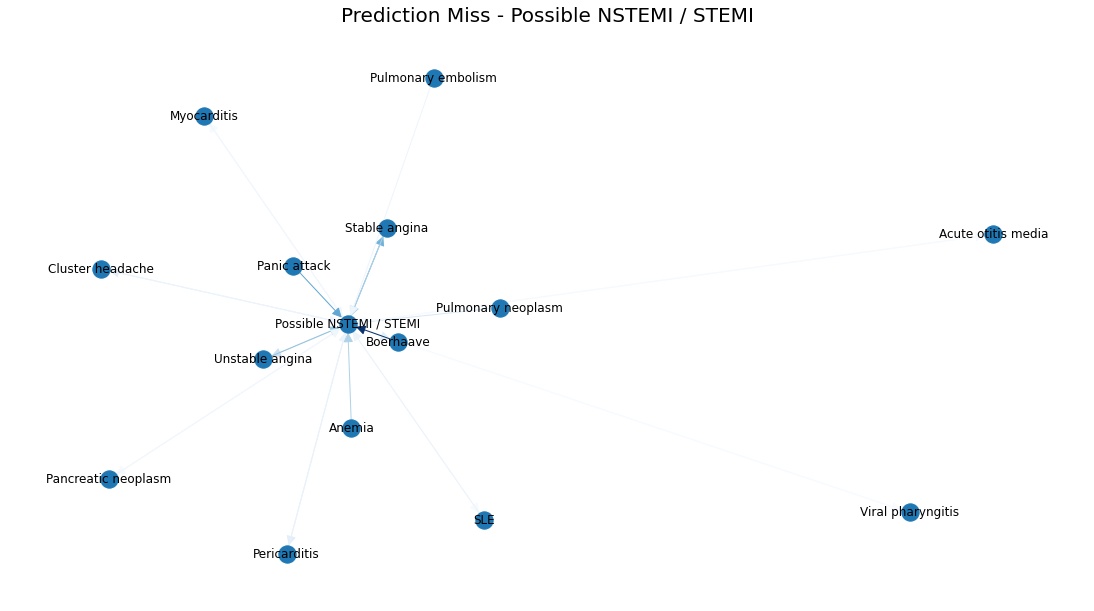 Prediction Miss - Possible NSTEMI / STEMI
Pulmonary embolism
Myocarditis
Stable angina
Acute otitis media
Panic attack
Cluster headache
Pulmonary neoplasm
Possible NSTEMI / STEMI
Boerhaave
Unstable angina
Anemia
Pancreatic neoplasm
Viral pharyngitis
SLE
Pericarditis